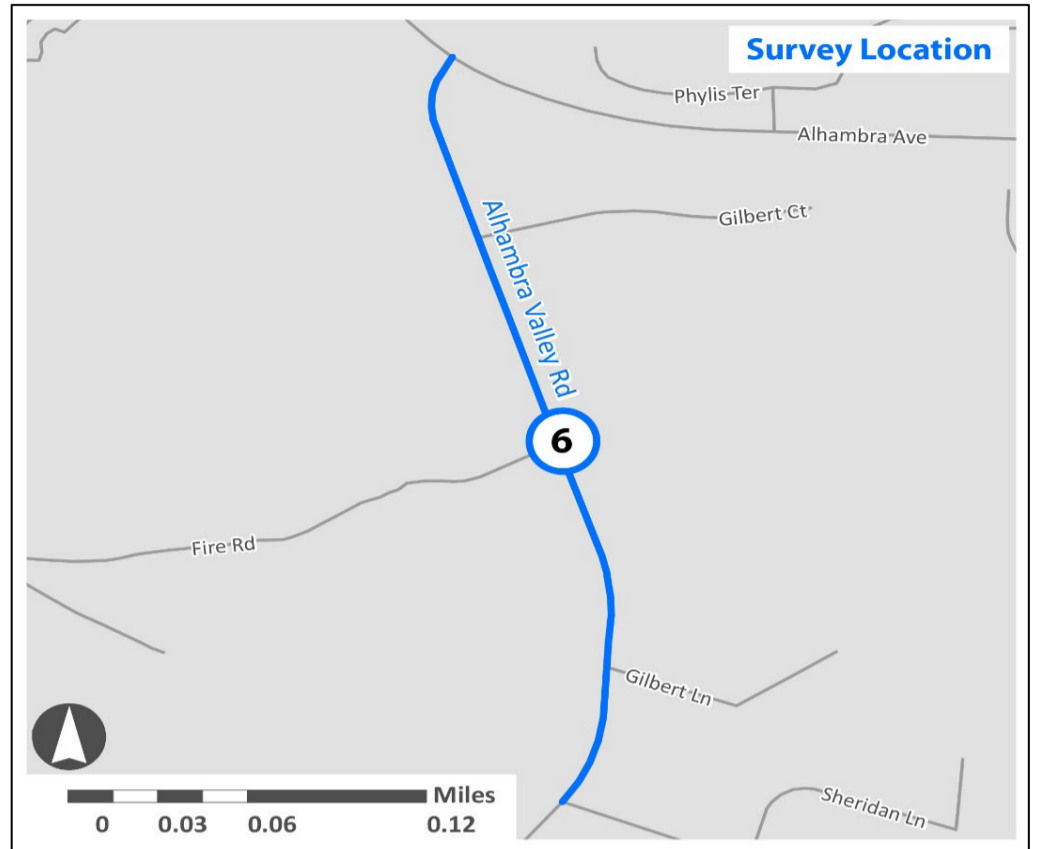 Survey Location
Phylis Ter
Alhambra Ave
Gilbert Ct
Alhambra Valley Rd
6
Fire Rd
Gilbert Ln
Miles
Sheridan Ln
0 0.03 0.06 0.12